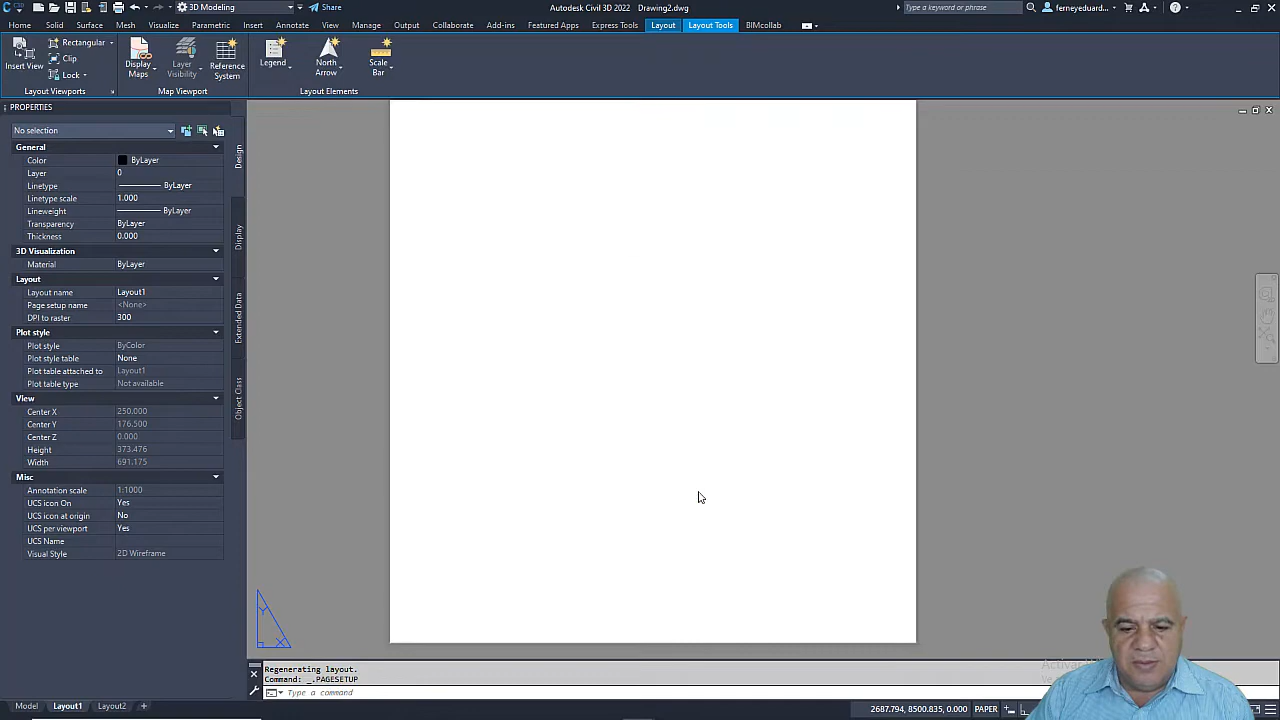 3D Modeling
Share
Autodesk Civil 3D 2022 Drawing2.dwg
Type a keyword or phrase
ferneyeduard...
Home Solid Surface Mesh Visualize Parametric Insert Annotate View Manage Output Collaborate Add-ins Featured Apps Express Tools Layout Layout Tools BIMcollab
Insert View
Rectangular
Clip
Lock
Display Maps
Layer Visibility
Reference System
Legend
North Arrow
Scale Bar
Layout Viewports
Map Viewport
Layout Elements
PROPERTIES
No selection
General
Color ByLayer
Layer 0
Linetype ByLayer
Linetype scale 1.000
Lineweight ByLayer
Transparency ByLayer
Thickness 0.000
3D Visualization
Material ByLayer
Layout
Layout name Layout1
Page setup name <None>
DPI to raster 300
Plot style
Plot style ByColor
Plot style table None
Plot table attached to Layout1
Plot table type Not available
View
Center X 250.000
Center Y 176.500
Center Z 0.000
Height 373.476
Width 691.175
Misc
Annotation scale 1:1000
UCS icon On Yes
UCS icon at origin No
UCS per viewport Yes
UCS Name
Visual Style 2D Wireframe
Design
Display
Extended Data
Object Class
Y
X
Regenerating layout.
Command: _.PAGESETUP
Type a command
Model Layout1 Layout2 +
2687.794, 8500.835, 0.000 PAPER